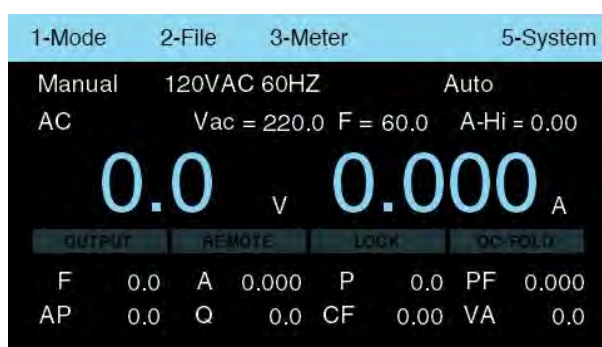 1-Mode 2-File 3-Meter 5-System
Manual 120VAC 60HZ Auto
AC Vac = 220.0 F = 60.0 A-Hi = 0.00
0.0 V 0.000 A
OUTPUT REMOTE LOCK OC-FOLD
F 0.0 A 0.000 P 0.0 PF 0.000
AP 0.0 Q 0.0 CF 0.00 VA 0.0